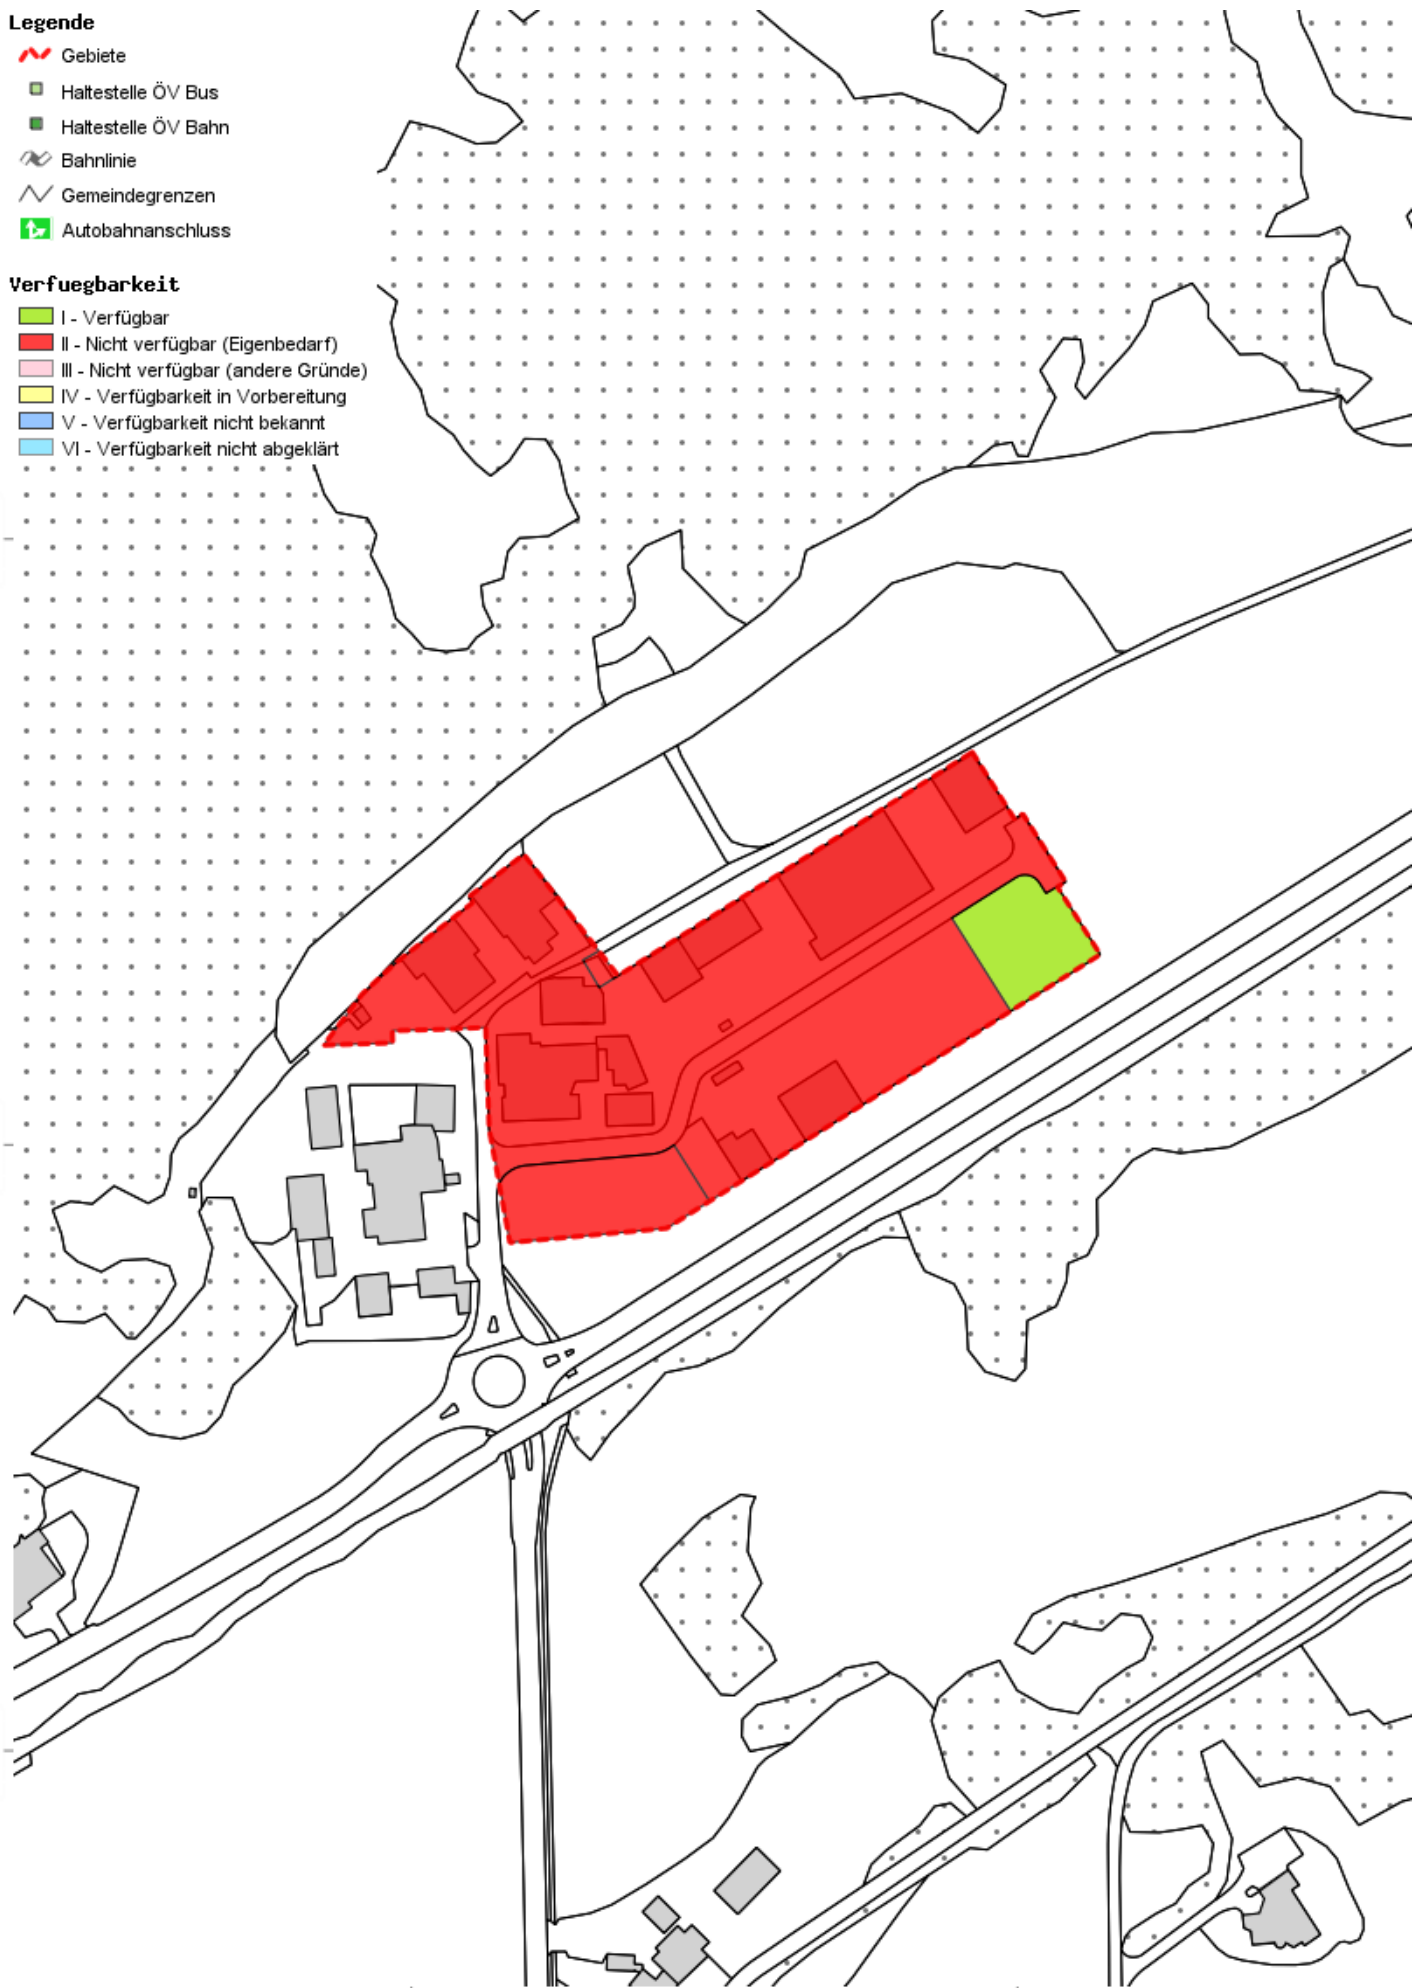 Legende
Gebiete
Haltestelle ÖV Bus
Haltestelle ÖV Bahn
Bahnlinie
Gemeindegrenzen
Autobahnanschluss
Verfuegbarkeit
I - Verfügbar
II - Nicht verfügbar (Eigenbedarf)
III - Nicht verfügbar (andere Gründe)
IV - Verfügbarkeit in Vorbereitung
V - Verfügbarkeit nicht bekannt
VI - Verfügbarkeit nicht abgeklärt